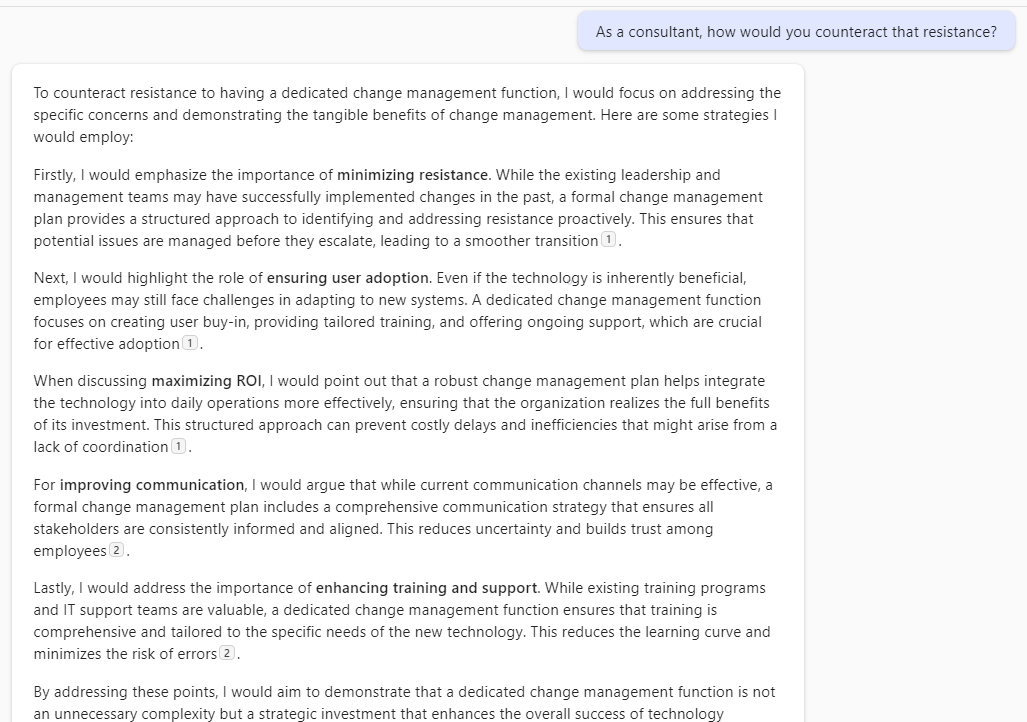 As a consultant, how would you counteract that resistance?
To counteract resistance to having a dedicated change management function, I would focus on addressing the
specific concerns and demonstrating the tangible benefits of change management. Here are some strategies I
would employ:
Firstly, I would emphasize the importance of minimizing resistance. While the existing leadership and
management teams may have successfully implemented changes in the past, a formal change management
plan provides a structured approach to identifying and addressing resistance proactively. This ensures that
potential issues are managed before they escalate, leading to a smoother transition 1 .
Next, I would highlight the role of ensuring user adoption. Even if the technology is inherently beneficial,
employees may still face challenges in adapting to new systems. A dedicated change management function
focuses on creating user buy-in, providing tailored training, and offering ongoing support, which are crucial
for effective adoption 1 .
When discussing maximizing ROI, I would point out that a robust change management plan helps integrate
the technology into daily operations more effectively, ensuring that the organization realizes the full benefits
of its investment. This structured approach can prevent costly delays and inefficiencies that might arise from a
lack of coordination 1 .
For improving communication, I would argue that while current communication channels may be effective, a
formal change management plan includes a comprehensive communication strategy that ensures all
stakeholders are consistently informed and aligned. This reduces uncertainty and builds trust among
employees 2 .
Lastly, I would address the importance of enhancing training and support. While existing training programs
and IT support teams are valuable, a dedicated change management function ensures that training is
comprehensive and tailored to the specific needs of the new technology. This reduces the learning curve and
minimizes the risk of errors 2 .
By addressing these points, I would aim to demonstrate that a dedicated change management function is not
an unnecessary complexity but a strategic investment that enhances the overall success of technology